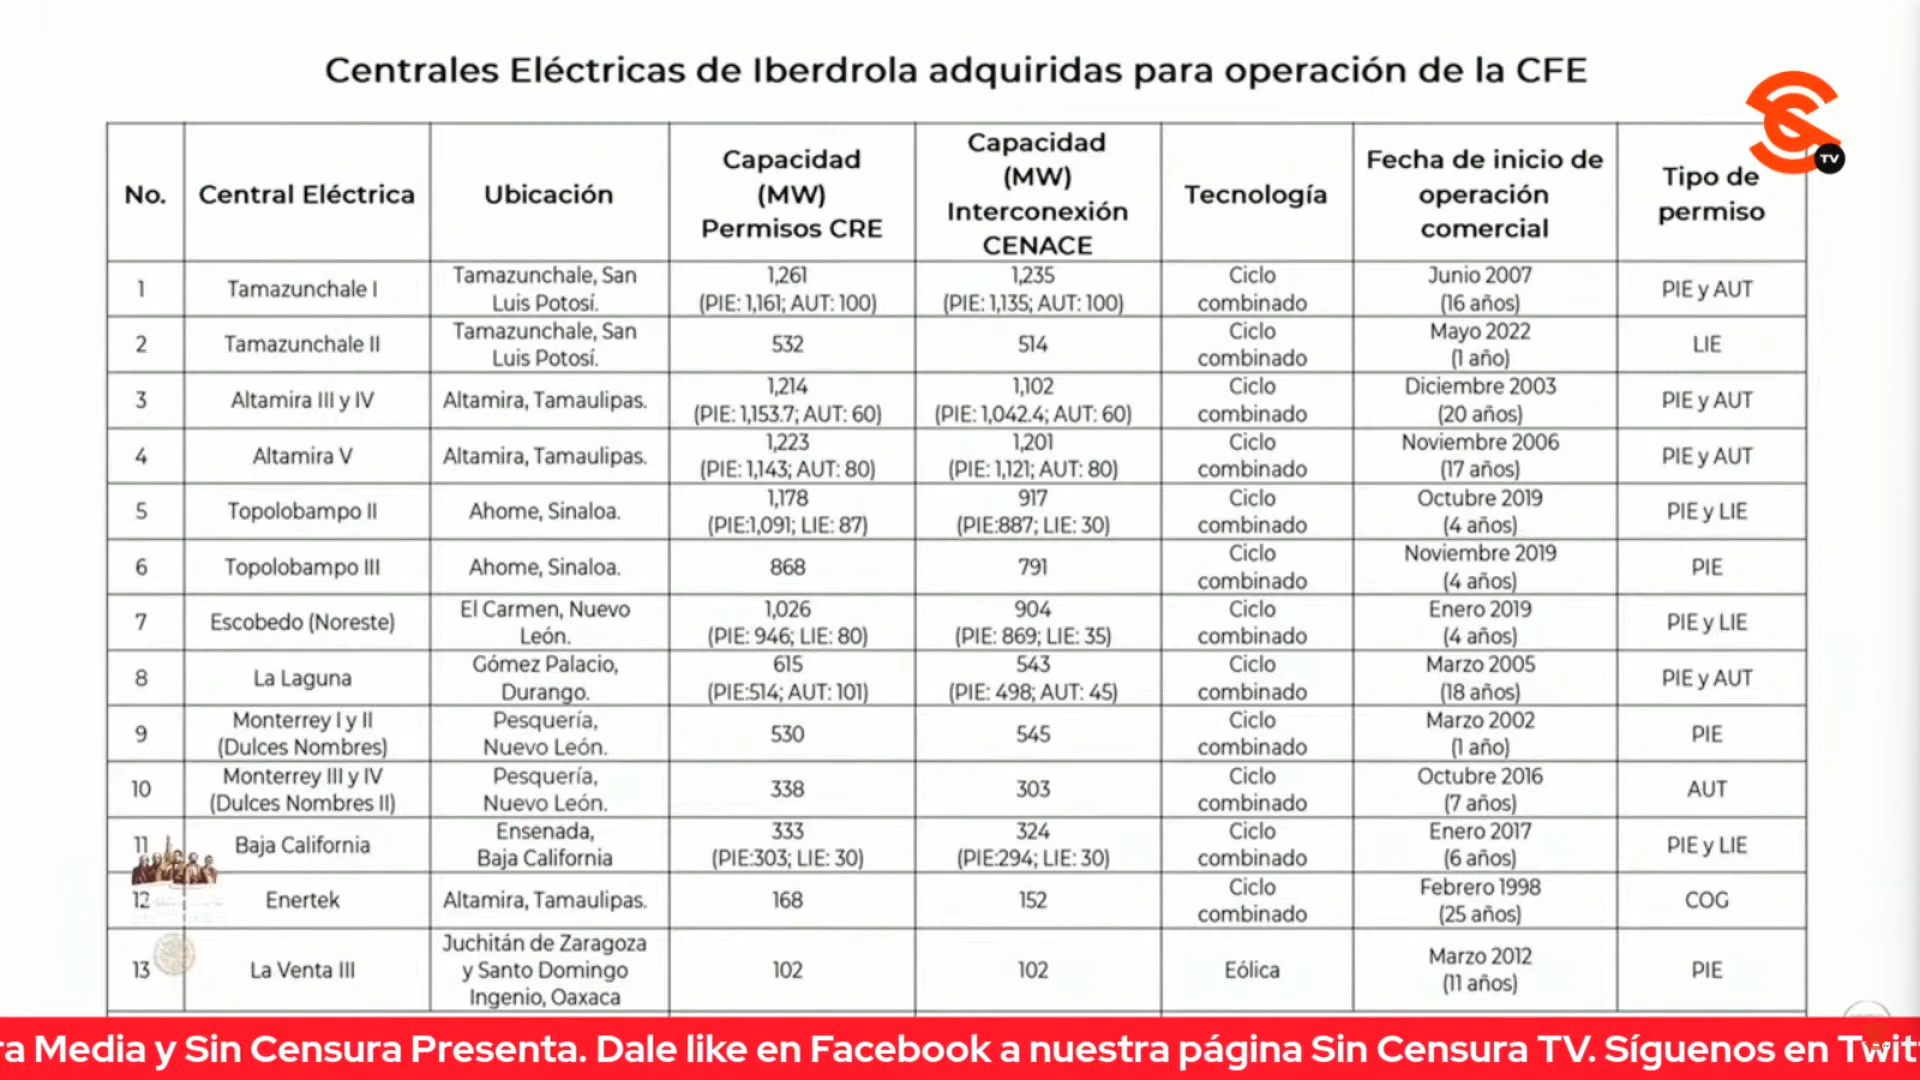 Centrales Eléctricas de Iberdrola adquiridas para operación de la CFE
TV
No. Central Eléctrica Ubicación Capacidad (MW) Permisos CRE Capacidad (MW) Interconexión CENACE Tecnología Fecha de inicio de operación comercial Tipo de permiso
1 Tamazunchale I Tamazunchale, San Luis Potosí. 1,261 (PIE: 1,161; AUT: 100) 1,235 (PIE: 1,135; AUT: 100) Ciclo combinado Junio 2007 (16 años) PIE y AUT
2 Tamazunchale II Tamazunchale, San Luis Potosí. 532 514 Ciclo combinado Mayo 2022 (1 año) LIE
3 Altamira III y IV Altamira, Tamaulipas. 1,214 (PIE: 1,153.7; AUT: 60) 1,102 (PIE: 1,042.4; AUT: 60) Ciclo combinado Diciembre 2003 (20 años) PIE y AUT
4 Altamira V Altamira, Tamaulipas. 1,223 (PIE: 1,143; AUT: 80) 1,201 (PIE: 1,121; AUT: 80) Ciclo combinado Noviembre 2006 (17 años) PIE y AUT
5 Topolobampo II Ahome, Sinaloa. 1,178 (PIE:1,091; LIE: 87) 917 (PIE:887; LIE: 30) Ciclo combinado Octubre 2019 (4 años) PIE y LIE
6 Topolobampo III Ahome, Sinaloa. 868 791 Ciclo combinado Noviembre 2019 (4 años) PIE
7 Escobedo (Noreste) El Carmen, Nuevo León. 1,026 (PIE: 946; LIE: 80) 904 (PIE: 869; LIE: 35) Ciclo combinado Enero 2019 (4 años) PIE y LIE
8 La Laguna Gómez Palacio, Durango. 615 (PIE:514; AUT: 101) 543 (PIE: 498; AUT: 45) Ciclo combinado Marzo 2005 (18 años) PIE y AUT
9 Monterrey I y II (Dulces Nombres) Pesquería, Nuevo León. 530 545 Ciclo combinado Marzo 2002 (1 año) PIE
10 Monterrey III y IV (Dulces Nombres II) Pesquería, Nuevo León. 338 303 Ciclo combinado Octubre 2016 (7 años) AUT
11 Baja California Ensenada, Baja California 333 (PIE:303; LIE: 30) 324 (PIE:294; LIE: 30) Ciclo combinado Enero 2017 (6 años) PIE y LIE
12 Enertek Altamira, Tamaulipas. 168 152 Ciclo combinado Febrero 1998 (25 años) COG
13 La Venta III Juchitán de Zaragoza y Santo Domingo Ingenio, Oaxaca 102 102 Eólica Marzo 2012 (11 años) PIE
ra Media y Sin Censura Presenta. Dale like en Facebook a nuestra página Sin Censura TV. Síguenos en Twitt